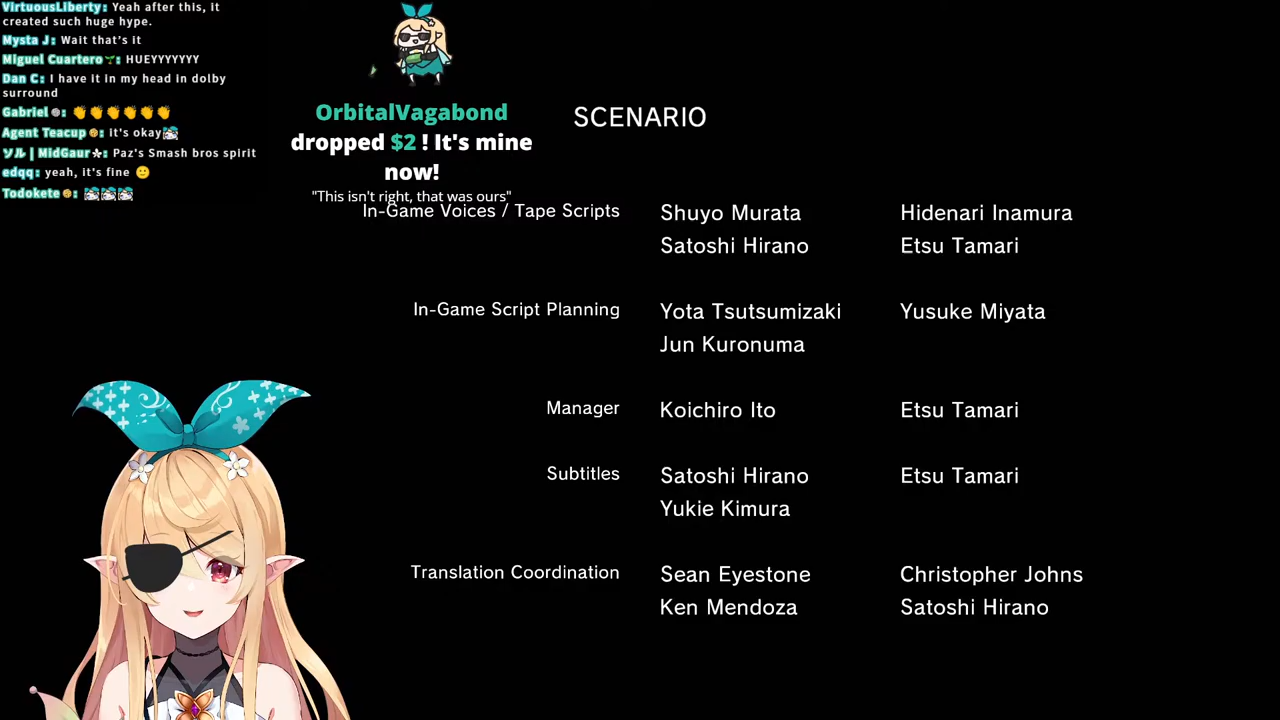 VirtuousLiberty: Yeah after this, it
created such huge hype.
Mysta J: Wait that's it
Miguel Cuartero: HUEYYYYYY
Dan C: I have it in my head in dolby
surround
Gabriel: 👏👏👏👏👏👏
Agent Teacup: it's okay
ソル | MidGaur: Paz's Smash bros spirit
edqq: yeah, it's fine 🙂
Todokete:
OrbitalVagabond
dropped $2 ! It's mine
now!
"This isn't right, that was ours"
SCENARIO
In-Game Voices / Tape Scripts Shuyo Murata Hidenari Inamura
Satoshi Hirano Etsu Tamari
In-Game Script Planning Yota Tsutsumizaki Yusuke Miyata
Jun Kuronuma
Manager Koichiro Ito Etsu Tamari
Subtitles Satoshi Hirano Etsu Tamari
Yukie Kimura
Translation Coordination Sean Eyestone Christopher Johns
Ken Mendoza Satoshi Hirano